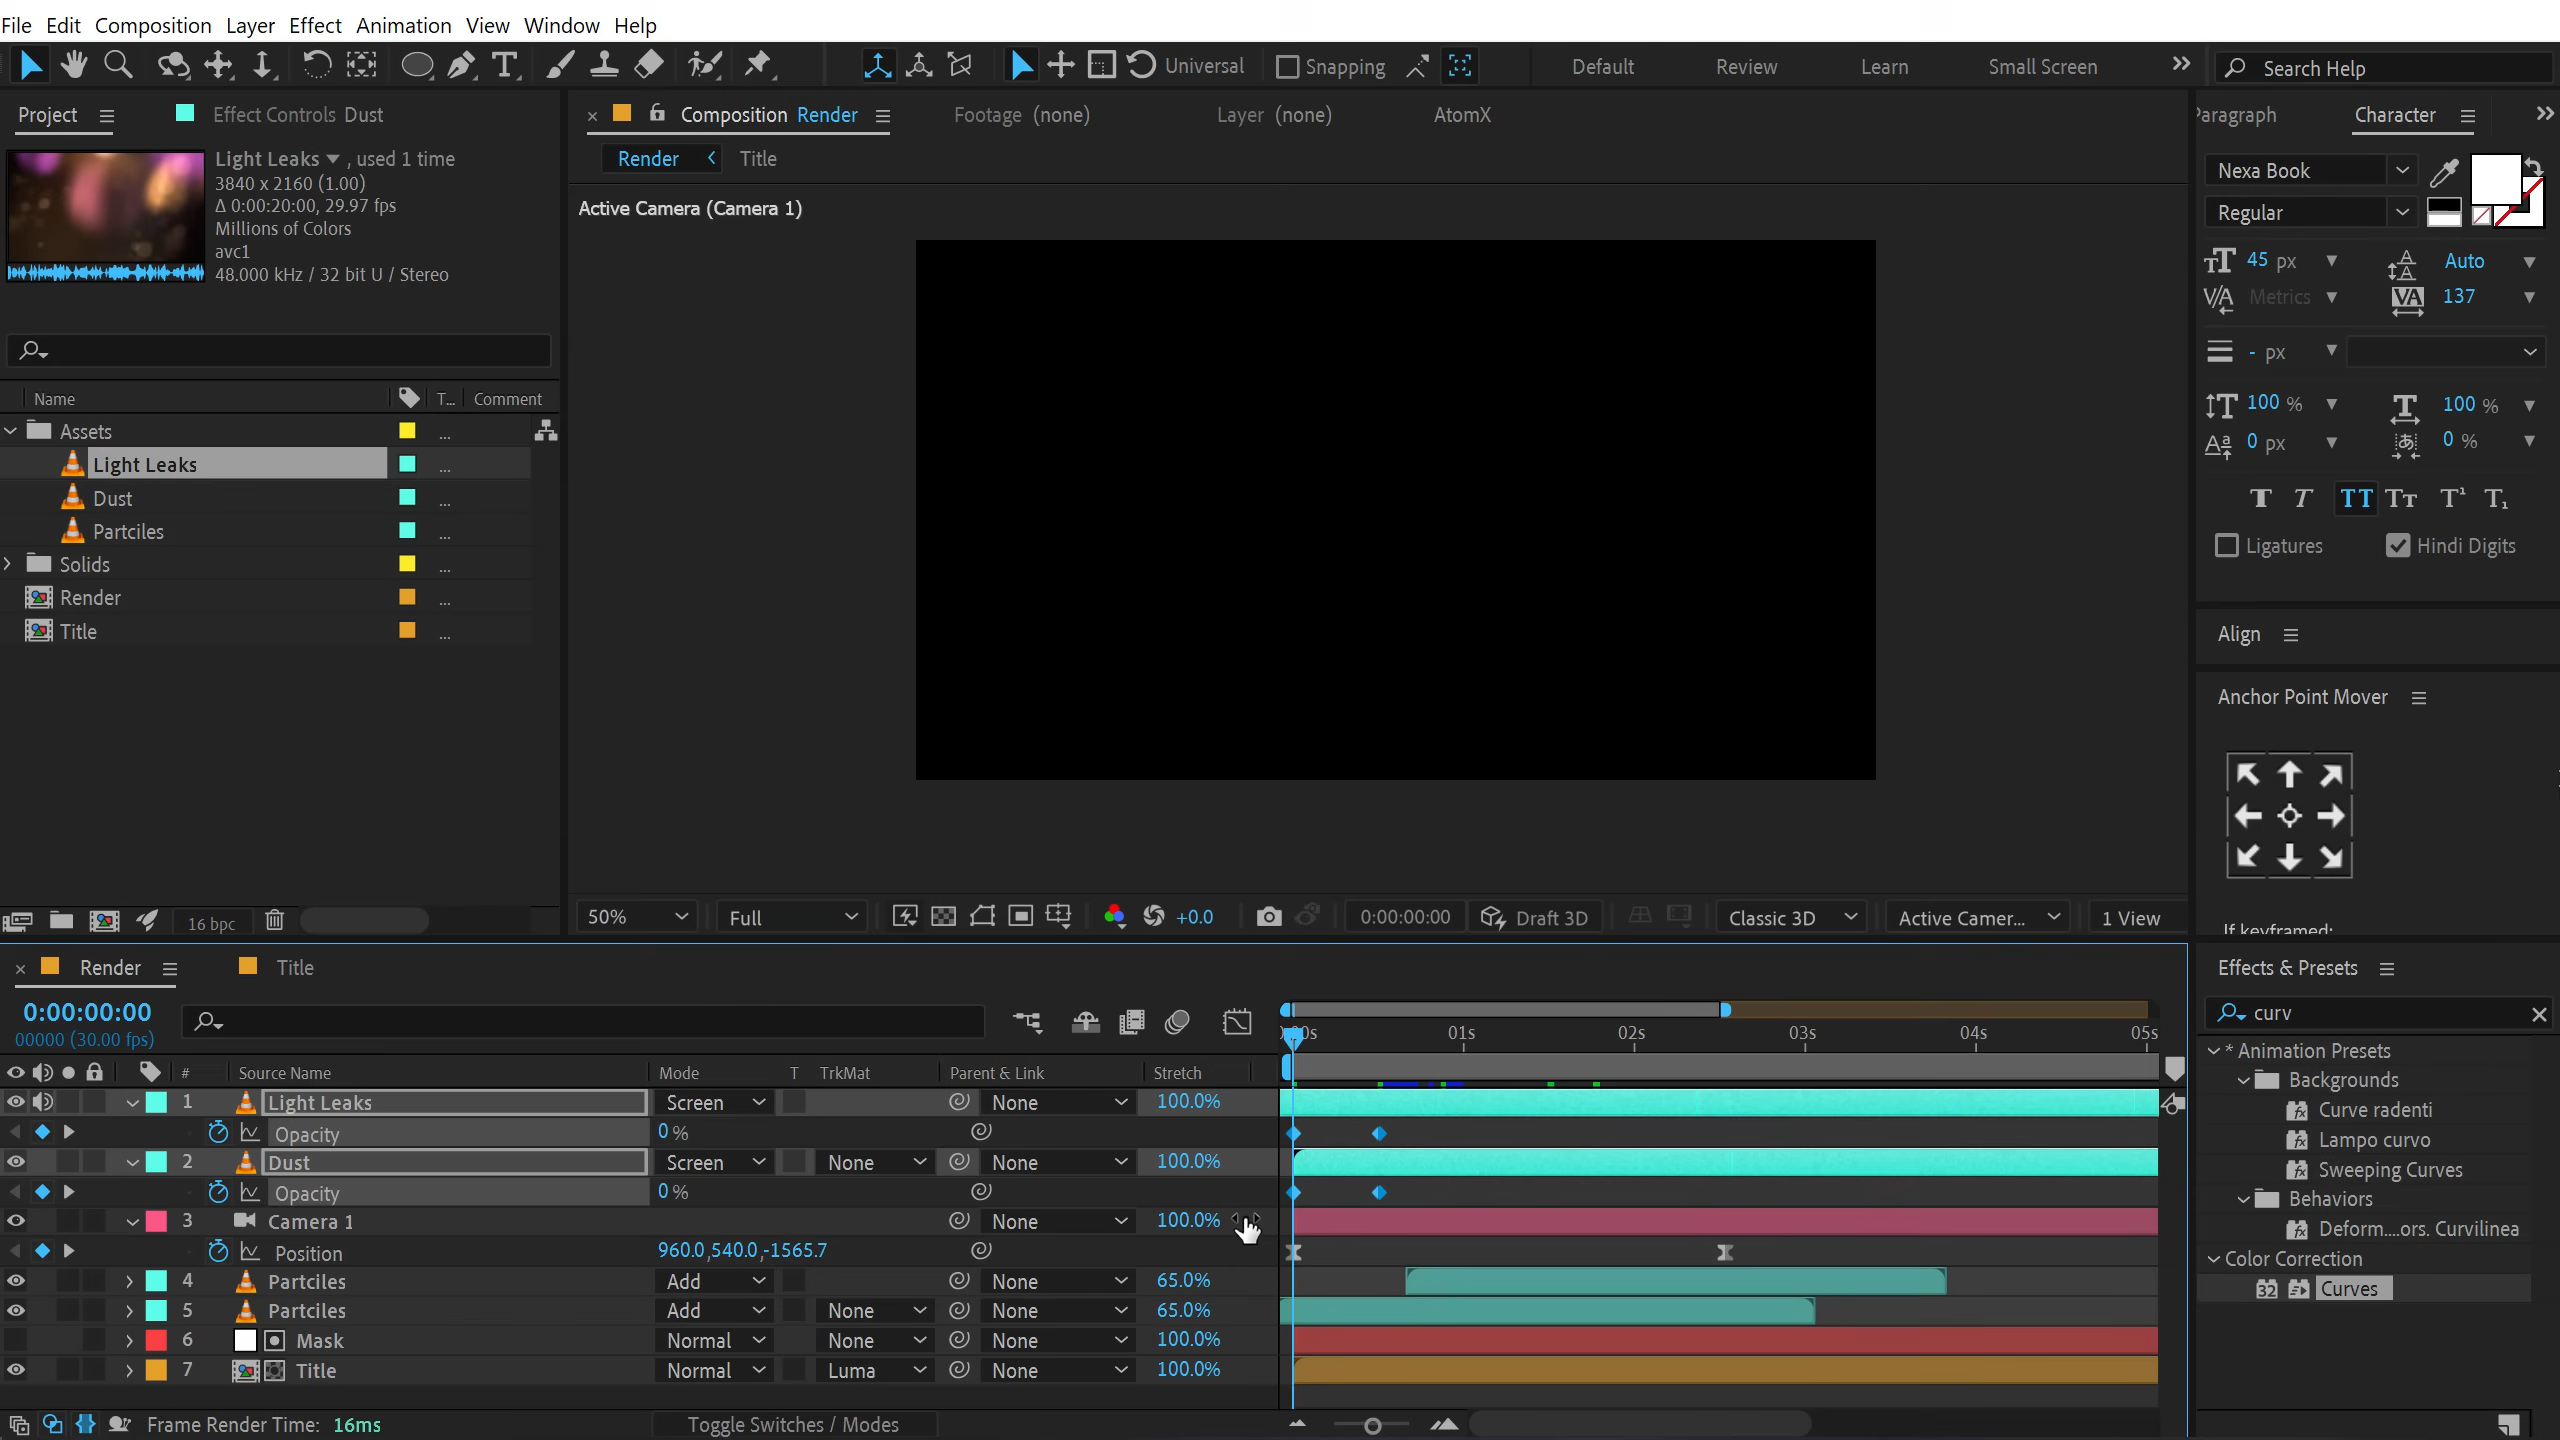 File Edit Composition Layer Effect Animation View Window Help
Universal Snapping Default Review Learn Small Screen Search Help
Project Effect Controls Dust
Light Leaks , used 1 time
3840 x 2160 (1.00)
Δ 0:00:20:00, 29.97 fps
Millions of Colors
avc1
48.000 kHz / 32 bit U / Stereo
Name T... Comment
Assets ...
Light Leaks ...
Dust ...
Partciles ...
Solids ...
Render ...
Title ...
16 bpc
Composition Render Footage (none) Layer (none) AtomX
Render Title
Active Camera (Camera 1)
50% Full +0.0 0:00:00:00 Draft 3D Classic 3D Active Camer... 1 View
Paragraph Character
Nexa Book
Regular
45 px Auto
Metrics 137
- px
100 % 100 %
0 px 0 %
Ligatures Hindi Digits
Align
Anchor Point Mover
If keyframed:
Render Title
0:00:00:00
00000 (30.00 fps)
01s 02s 03s 04s 05s
# Source Name Mode T TrkMat Parent & Link Stretch
1 Light Leaks Screen None 100.0%
Opacity 0 %
2 Dust Screen None None 100.0%
Opacity 0 %
3 Camera 1 None 100.0%
Position 960.0,540.0,-1565.7
4 Partciles Add None 65.0%
5 Partciles Add None None 65.0%
6 Mask Normal None None 100.0%
7 Title Normal Luma None 100.0%
Frame Render Time: 16ms Toggle Switches / Modes
Effects & Presets
curv
* Animation Presets
Backgrounds
Curve radenti
Lampo curvo
Sweeping Curves
Behaviors
Deform....ors. Curvilinea
Color Correction
32 Curves